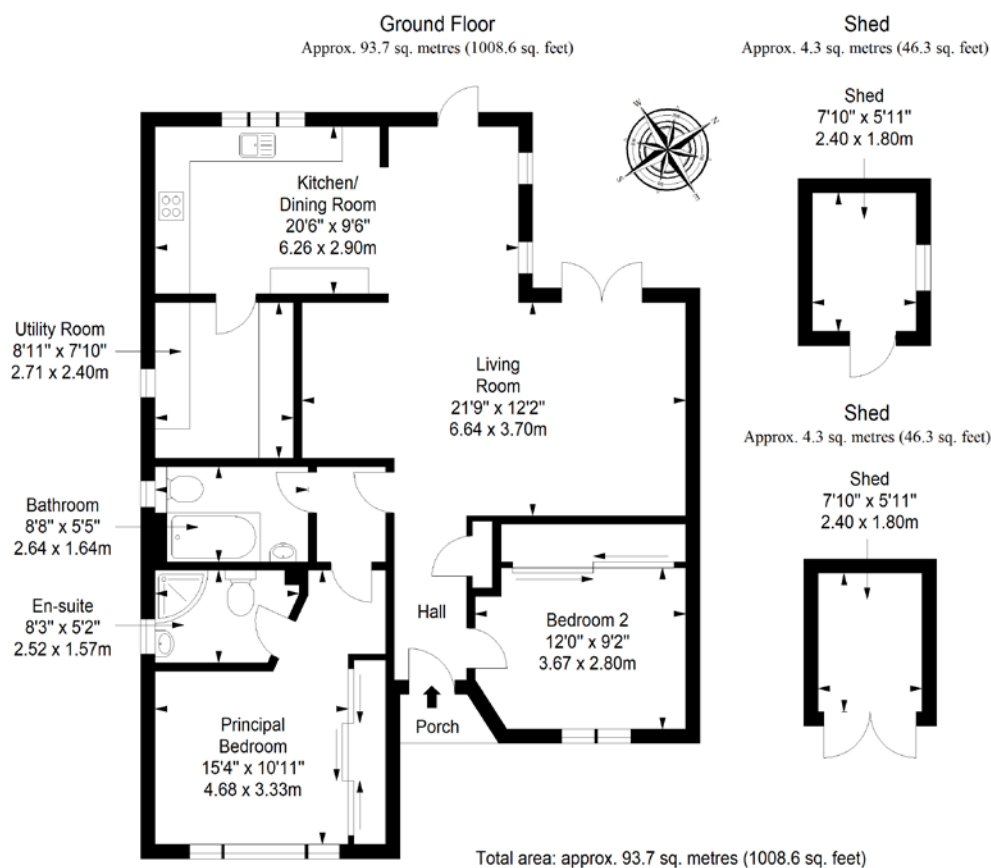 Ground Floor
Approx. 93.7 sq. metres (1008.6 sq. feet)
Shed
Approx. 4.3 sq. metres (46.3 sq. feet)
Shed
7'10" x 5'11"
2.40 x 1.80m
W
N
S
E
Kitchen/
Dining Room
20'6" x 9'6"
6.26 x 2.90m
Utility Room
8'11" x 7'10"
2.71 x 2.40m
Living
Room
21'9" x 12'2"
6.64 x 3.70m
Shed
Approx. 4.3 sq. metres (46.3 sq. feet)
Shed
7'10" x 5'11"
2.40 x 1.80m
Bathroom
8'8" x 5'5"
2.64 x 1.64m
En-suite
8'3" x 5'2"
2.52 x 1.57m
Hall
Bedroom 2
12'0" x 9'2"
3.67 x 2.80m
Porch
Principal
Bedroom
15'4" x 10'11"
4.68 x 3.33m
Total area: approx. 93.7 sq. metres (1008.6 sq. feet)